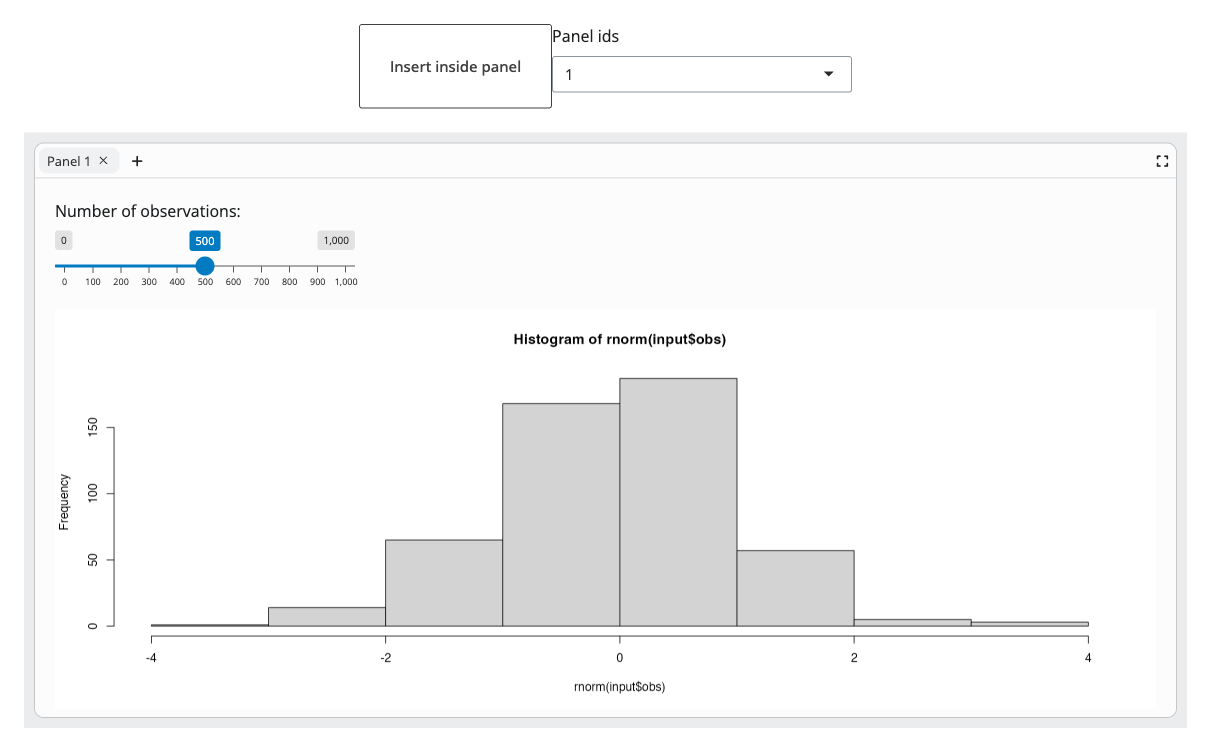 Panel ids
Insert inside panel
1
Panel 1
Number of observations:
0 500 1,000
0 100 200 300 400 500 600 700 800 900 1,000
Histogram of rnorm(input$obs)
Frequency
150
100
50
0
-4 -2 0 2 4
rnorm(input$obs)